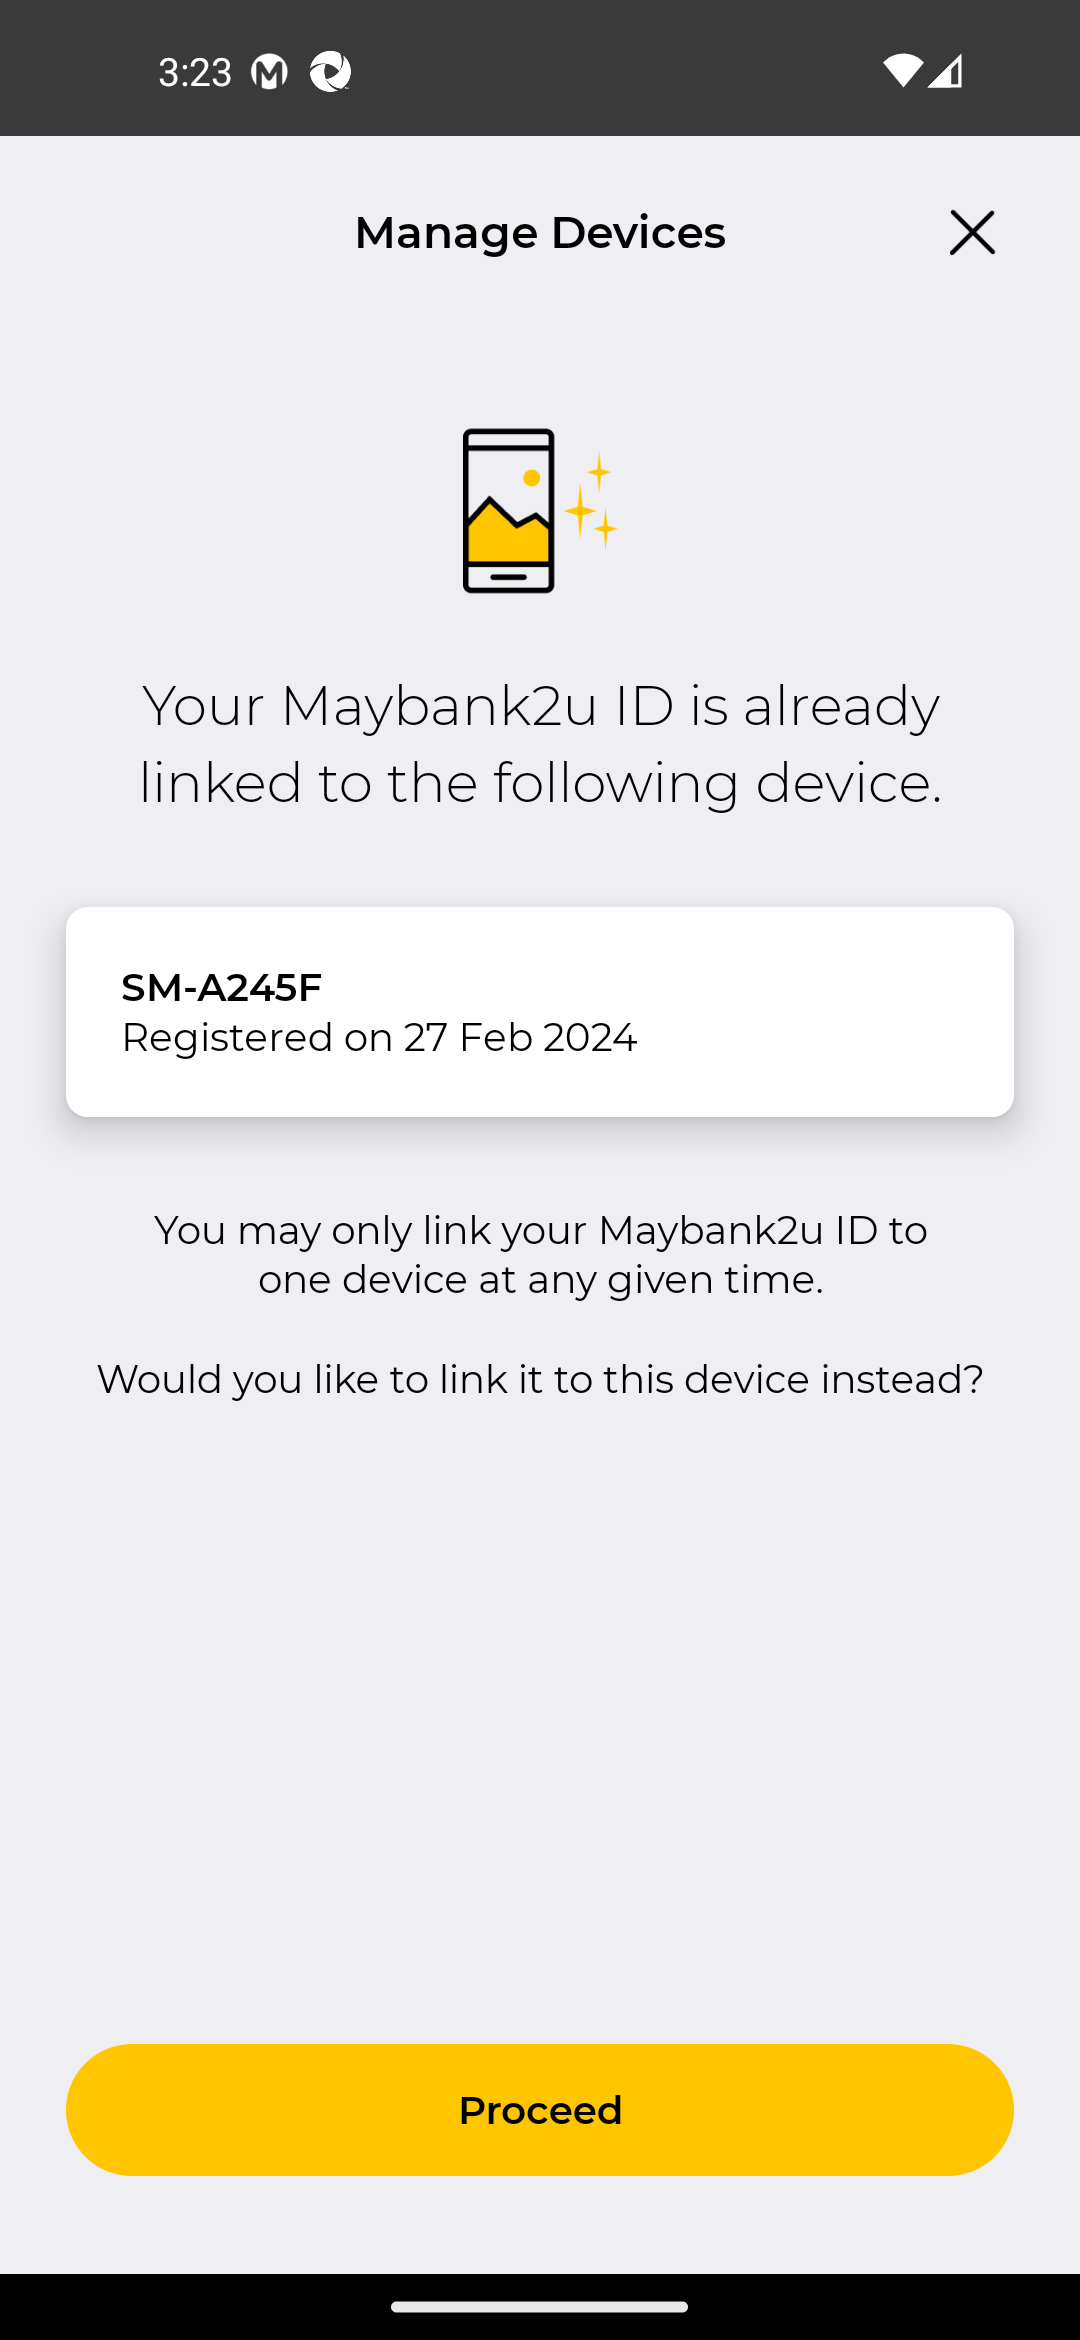 3:23
Manage Devices
Your Maybank2u ID is already
linked to the following device.
SM-A245F
Registered on 27 Feb 2024
You may only link your Maybank2u ID to
one device at any given time.
Would you like to link it to this device instead?
Proceed